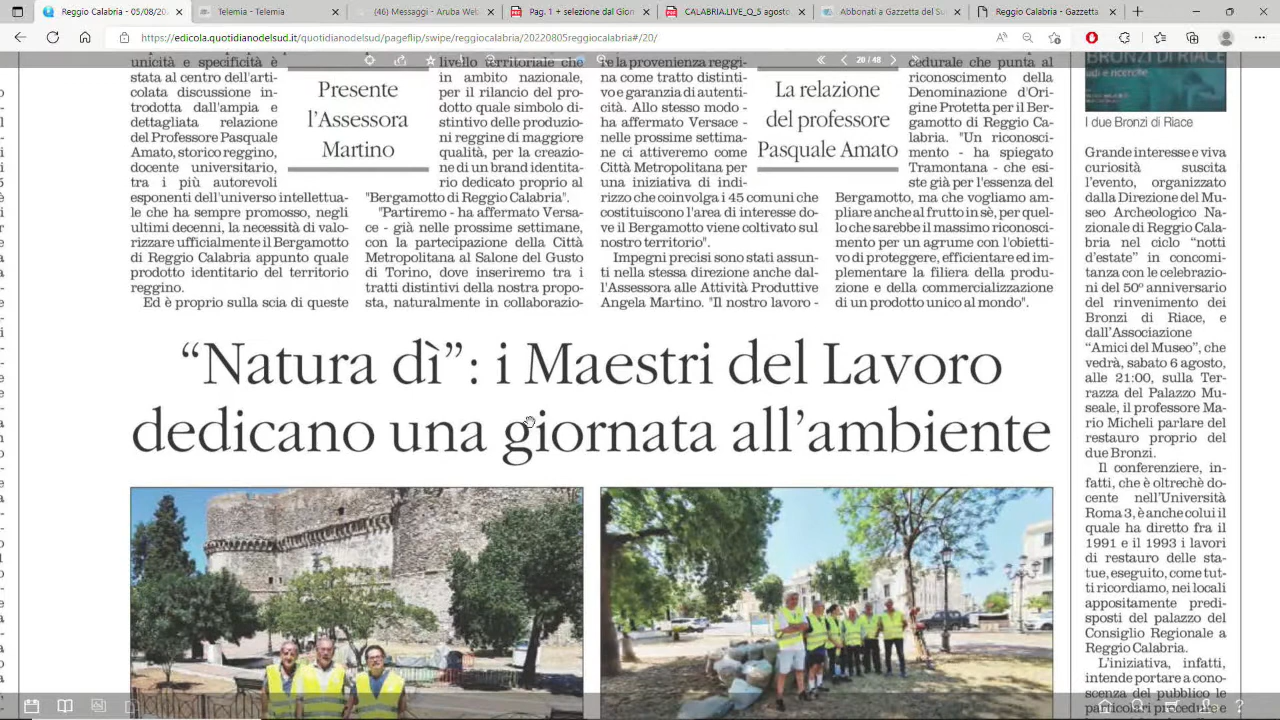 Reggio Calabria - 05/08/20
Telemia - Telemia
(46) Messages - Aruba Web
Pag. 1 + selezione dal Gion
CALABRIA.LIVE_5_agosto
Abbonati a Gazzetta del Su
Reggio Calabria - Gazzetta
https://edicola.quotidianodelsud.it/quotidianodelsud/pageflip/swipe/reggiocalabria/20220805reggiocalabria#/20/
20 / 48
unicità e specificità è
stata al centro dell'arti-
colata discussione in-
trodotta dall'ampia e
dettagliata relazione
del Professore Pasquale
Amato, storico reggino,
docente universitario,
tra i più autorevoli
esponenti dell'universo intellettua-
le che ha sempre promosso, negli
ultimi decenni, la necessità di valo-
rizzare ufficialmente il Bergamotto
di Reggio Calabria appunto quale
prodotto identitario del territorio
reggino.
Ed è proprio sulla scia di queste
Presente
l'Assessora
Martino
livello territoriale che
in ambito nazionale,
per il rilancio del pro-
dotto quale simbolo di-
stintivo delle produzio-
ni reggine di maggiore
qualità, per la creazio-
ne di un brand identita-
rio dedicato proprio al
"Bergamotto di Reggio Calabria".
"Partiremo - ha affermato Versa-
ce - già nelle prossime settimane,
con la partecipazione della Città
Metropolitana al Salone del Gusto
di Torino, dove inseriremo tra i
tratti distintivi della nostra propo-
sta, naturalmente in collaborazio-
re la provenienza reggi-
na come tratto distinti-
vo e garanzia di autenti-
cità. Allo stesso modo -
ha affermato Versace -
nelle prossime settima-
ne ci attiveremo come
Città Metropolitana per
una iniziativa di indi-
rizzo che coinvolga i 45 comuni che
costituiscono l'area di interesse do-
ve il Bergamotto viene coltivato sul
nostro territorio".
Impegni precisi sono stati assun-
ti nella stessa direzione anche dal-
l'Assessora alle Attività Produttive
Angela Martino. "Il nostro lavoro -
La relazione
del professore
Pasquale Amato
cedurale che punta al
riconoscimento della
Denominazione d'Ori-
gine Protetta per il Ber-
gamotto di Reggio Ca-
labria. "Un riconosci-
mento - ha spiegato
Tramontana - che esi-
ste già per l'essenza del
Bergamotto, ma che vogliamo am-
pliare anche al frutto in sè, per quel-
lo che sarebbe il massimo riconosci-
mento per un agrume con l'obietti-
vo di proteggere, efficientare ed im-
plementare la filiera della produ-
zione e della commercializzazione
di un prodotto unico al mondo".
BRONZI DI RIACE
I due Bronzi di Riace
Grande interesse e viva
curiosità suscita
l'evento, organizzato
dalla Direzione del Mu-
seo Archeologico Na-
zionale di Reggio Cala-
bria nel ciclo “notti
d'estate” in concomi-
tanza con le celebrazio-
ni del 50º anniversario
del rinvenimento dei
Bronzi di Riace, e
dall'Associazione
“Amici del Museo”, che
vedrà, sabato 6 agosto,
alle 21:00, sulla Ter-
razza del Palazzo Mu-
seale, il professore Ma-
rio Micheli parlare del
restauro proprio del
due Bronzi.
Il conferenziere, in-
fatti, che è oltrechè do-
cente nell'Università
Roma 3, è anche colui il
quale ha diretto fra il
1991 e il 1993 i lavori
di restauro delle sta-
tue, eseguito, come tut-
ti ricordiamo, nei locali
appositamente predi-
sposti del palazzo del
Consiglio Regionale a
Reggio Calabria.
L'iniziativa, infatti,
intende portare a cono-
scenza del pubblico le
particolari procedure e
“Natura dì”: i Maestri del Lavoro
dedicano una giornata all'ambiente